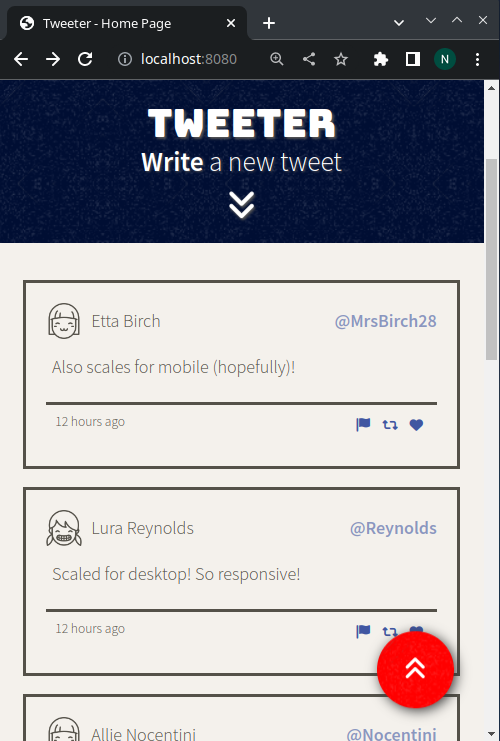 Tweeter - Home Page
localhost:8080
N
TWEETER
Write a new tweet
Etta Birch @MrsBirch28
Also scales for mobile (hopefully)!
12 hours ago
Lura Reynolds @Reynolds
Scaled for desktop! So responsive!
12 hours ago
Allie Nocentini @Nocentini